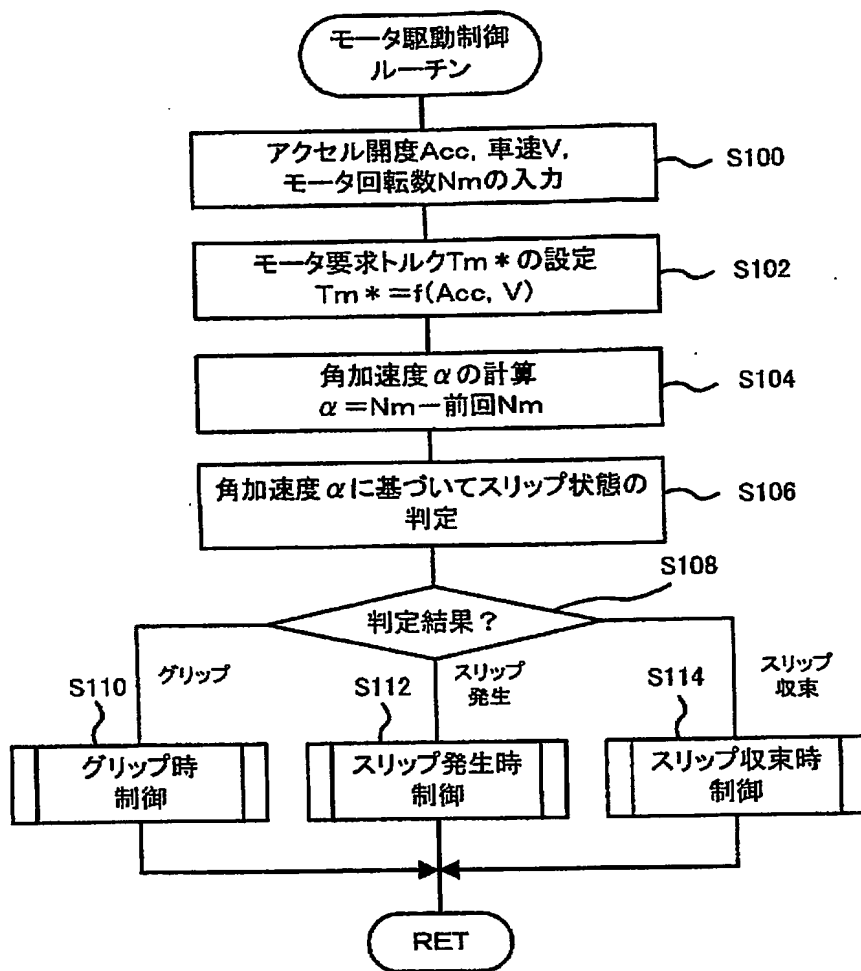 モータ駆動制御
ルーチン
アクセル開度Acc, 車速V,
モータ回転数Nmの入力
S100
モータ要求トルクTm*の設定
Tm*=f(Acc, V)
S102
角加速度αの計算
α=Nm-前回Nm
S104
角加速度αに基づいてスリップ状態の
判定
S106
S108
判定結果？
S110
グリップ
S112
スリップ
発生
S114
スリップ
収束
グリップ時
制御
スリップ発生時
制御
スリップ収束時
制御
RET